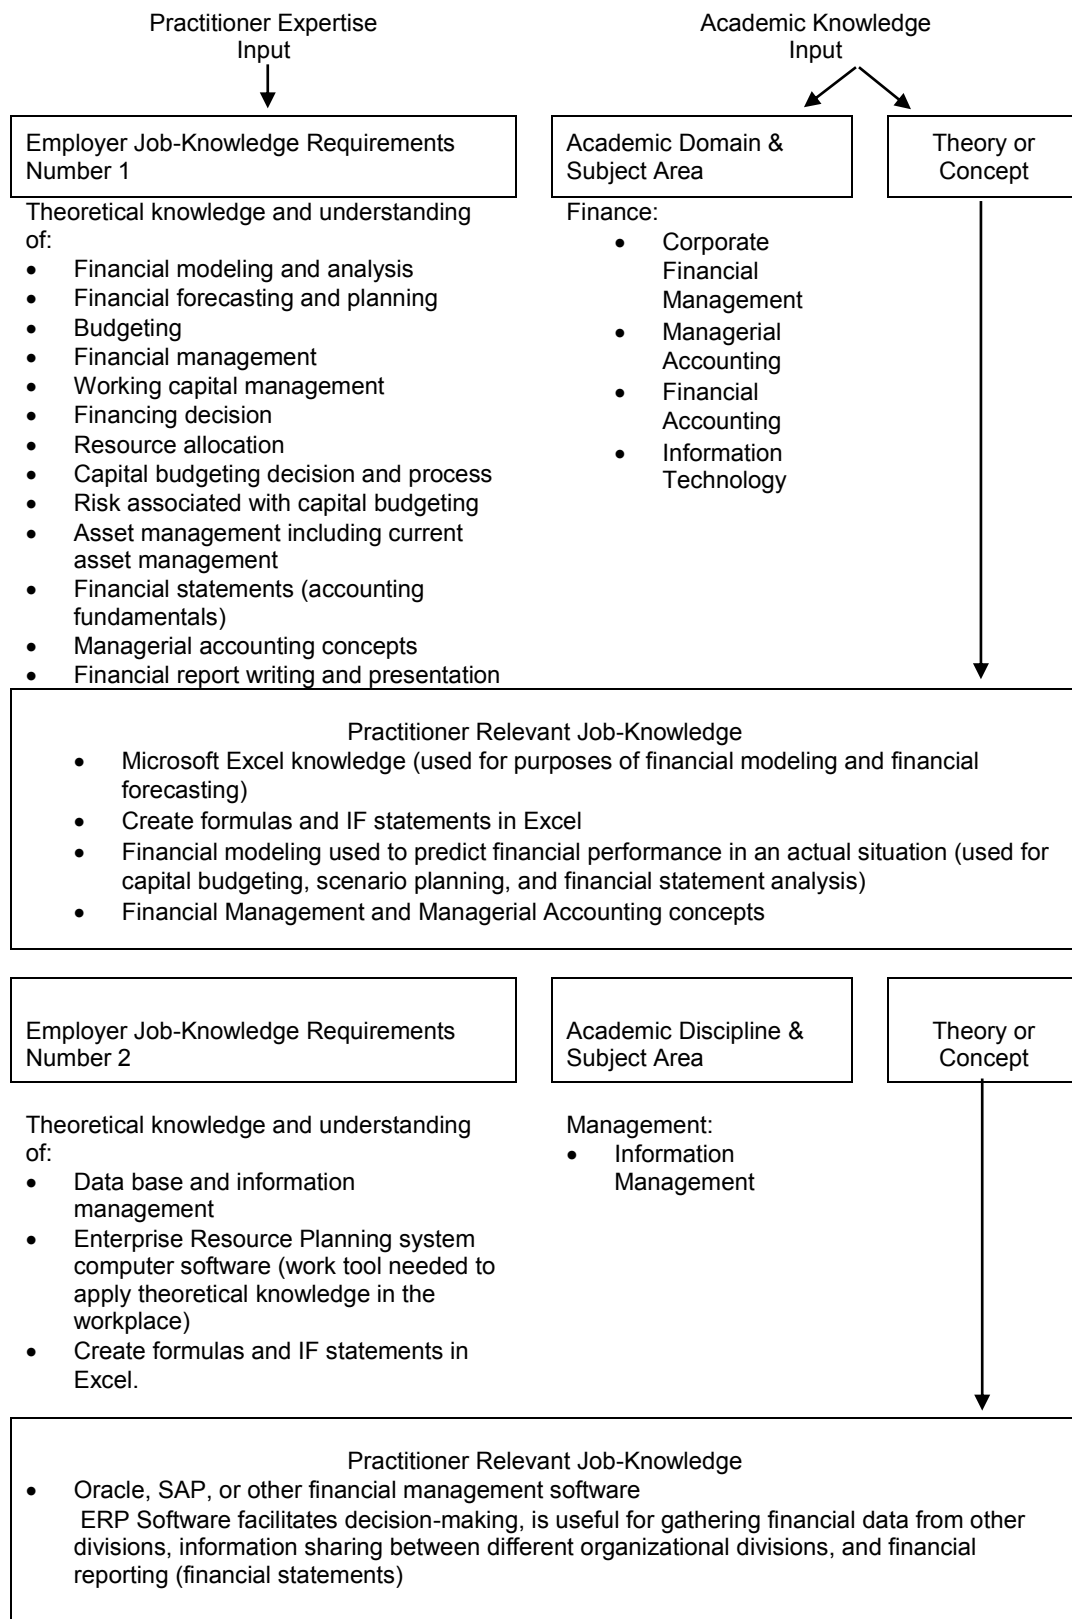 Practitioner Expertise
Input
Academic Knowledge
Input
Employer Job-Knowledge Requirements
Number 1
Academic Domain &
Subject Area
Theory or
Concept
Theoretical knowledge and understanding
of:
• Financial modeling and analysis
• Financial forecasting and planning
• Budgeting
• Financial management
• Working capital management
• Financing decision
• Resource allocation
• Capital budgeting decision and process
• Risk associated with capital budgeting
• Asset management including current
asset management
• Financial statements (accounting
fundamentals)
• Managerial accounting concepts
• Financial report writing and presentation
Finance:
• Corporate
Financial
Management
• Managerial
Accounting
• Financial
Accounting
• Information
Technology
Practitioner Relevant Job-Knowledge
• Microsoft Excel knowledge (used for purposes of financial modeling and financial
forecasting)
• Create formulas and IF statements in Excel
• Financial modeling used to predict financial performance in an actual situation (used for
capital budgeting, scenario planning, and financial statement analysis)
• Financial Management and Managerial Accounting concepts
Employer Job-Knowledge Requirements
Number 2
Academic Discipline &
Subject Area
Theory or
Concept
Theoretical knowledge and understanding
of:
• Data base and information
management
• Enterprise Resource Planning system
computer software (work tool needed to
apply theoretical knowledge in the
workplace)
• Create formulas and IF statements in
Excel.
Management:
• Information
Management
Practitioner Relevant Job-Knowledge
• Oracle, SAP, or other financial management software
ERP Software facilitates decision-making, is useful for gathering financial data from other
divisions, information sharing between different organizational divisions, and financial
reporting (financial statements)